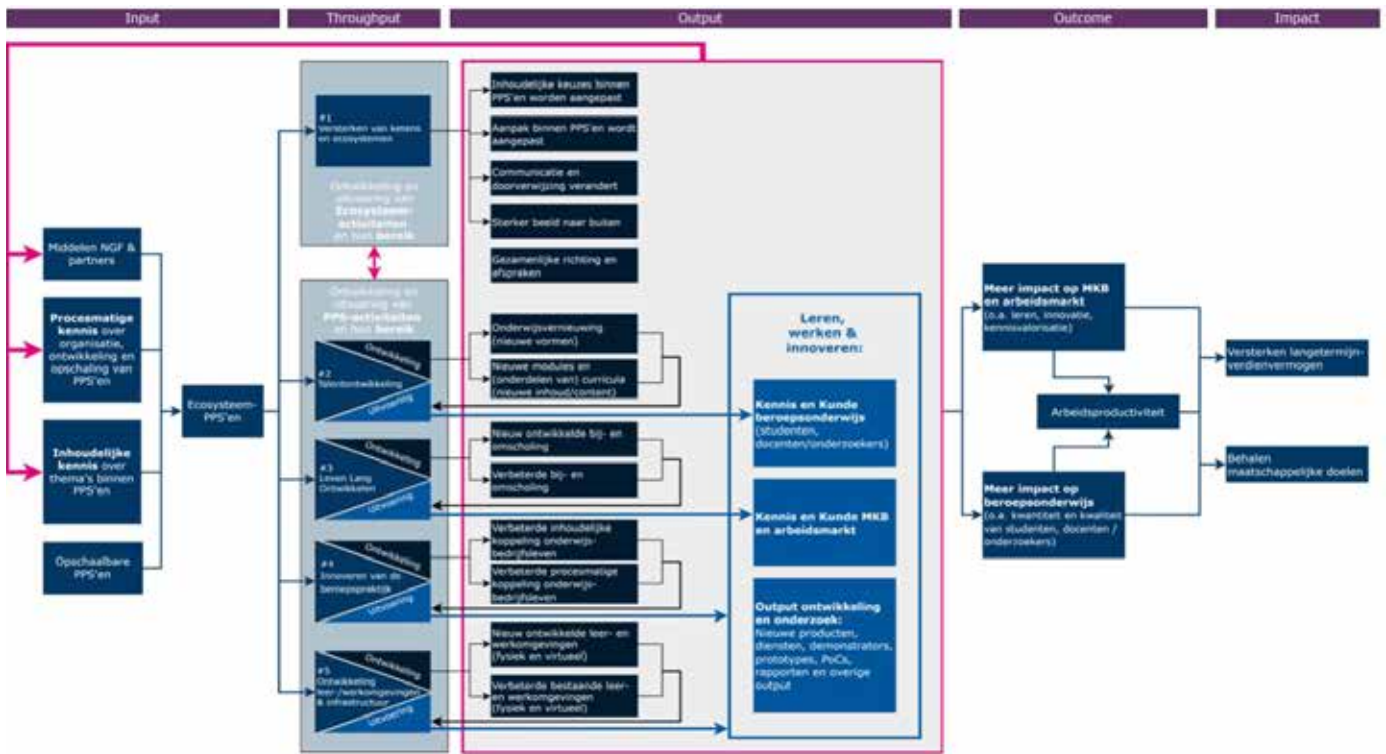 Input
Throughput
Output
Outcome
Impact
Middelen NGF &
partners
Procesmatige
kennis over
organisatie,
ontwikkeling en
opschaling van
PPS'en
Inhoudelijke
kennis over
thema's binnen
PPS'en
Opschaalbare
PPS'en
Ecosysteem-
PPS'en
#1
Versterken van ketens
en ecosystemen
Ontwikkeling en
uitvoering van
Ecosysteem-
activiteiten
en hun bereik
Ontwikkeling en
uitvoering van
PPS-activiteiten
en hun bereik
Ontwikkeling
#2
Talentontwikkeling
Uitvoering
Ontwikkeling
#3
Leven Lang
Ontwikkelen
Uitvoering
Ontwikkeling
#4
Innoveren van de
beroepspraktijk
Uitvoering
Ontwikkeling
#5
Ontwikkeling
leer-/werkomgevingen
& infrastructuur
Uitvoering
Inhoudelijke keuzes binnen
PPS'en worden aangepast
Aanpak binnen PPS'en wordt
aangepast
Communicatie en
doorverwijzing verandert
Sterker beeld naar buiten
Gezamenlijke richting en
afspraken
Onderwijsvernieuwing
(nieuwe vormen)
Nieuwe modules en
(onderdelen van) curricula
(nieuwe inhoud/content)
Nieuw ontwikkelde bij- en
omscholing
Verbeterde bij- en
omscholing
Verbeterde inhoudelijke
koppeling onderwijs-
bedrijfsleven
Verbeterde procesmatige
koppeling onderwijs-
bedrijfsleven
Nieuw ontwikkelde leer- en
werkomgevingen
(fysiek en virtueel)
Verbeterde bestaande leer-
en werkomgevingen
(fysiek en virtueel)
Leren,
werken &
innoveren:
Kennis en Kunde
beroepsonderwijs
(studenten,
docenten/onderzoekers)
Kennis en Kunde MKB
en arbeidsmarkt
Output ontwikkeling
en onderzoek:
Nieuwe producten,
diensten, demonstrators,
prototypes, PoCs,
rapporten en overige
output
Meer impact op MKB
en arbeidsmarkt
(o.a. leren, innovatie,
kennisvalorisatie)
Arbeidsproductiviteit
Meer impact op
beroepsonderwijs
(o.a. kwantiteit en kwaliteit
van studenten, docenten /
onderzoekers)
Versterken langetermijn-
verdienvermogen
Behalen
maatschappelijke doelen